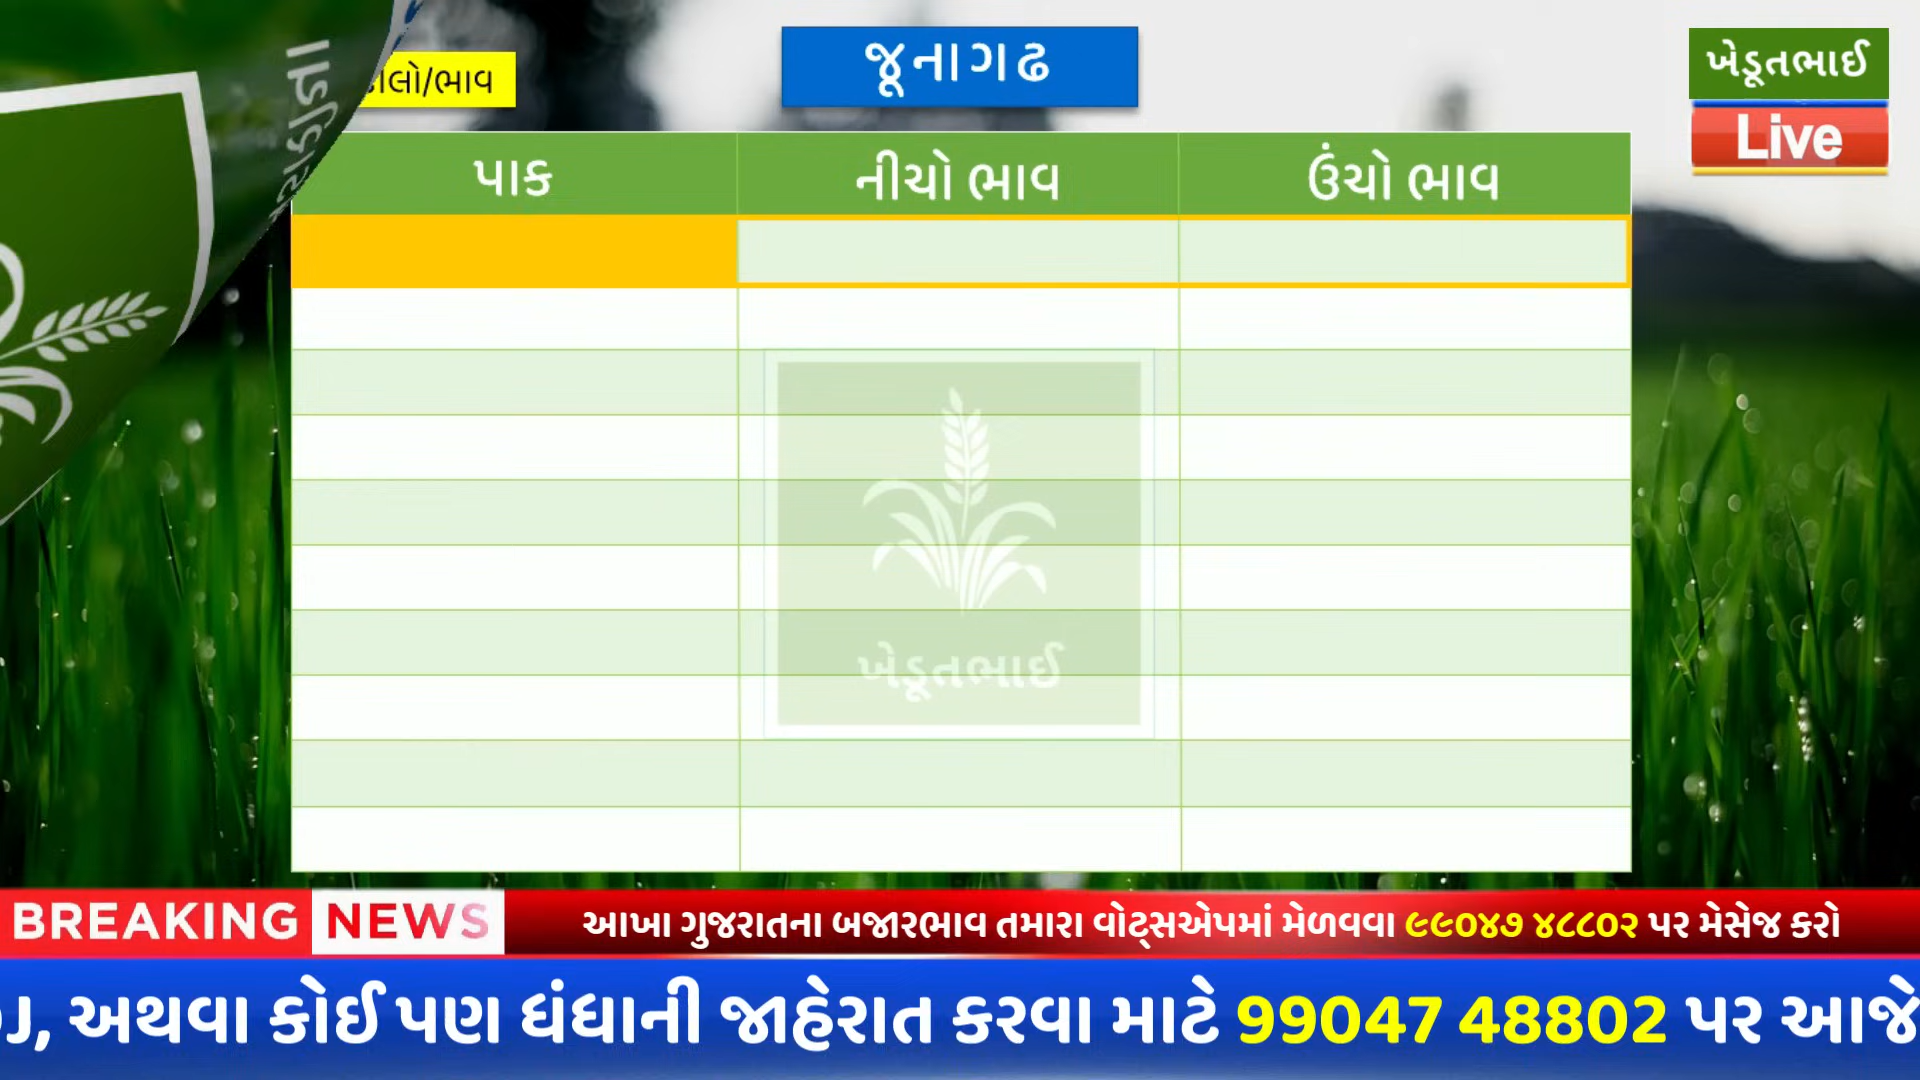 જૂનાગઢ
ખેડૂતભાઈ
Live
પાક નીચો ભાવ ઉંચો ભાવ
ખેડૂતભાઈ
BREAKING NEWS
આખા ગુજરાતના બજારભાવ તમારા વોટ્સએપમાં મેળવવા ૯૯૦૪૭ ૪૮૮૦૨ પર મેસેજ કરો
અથવા કોઈ પણ ધંધાની જાહેરાત કરવા માટે 99047 48802 પર આજે